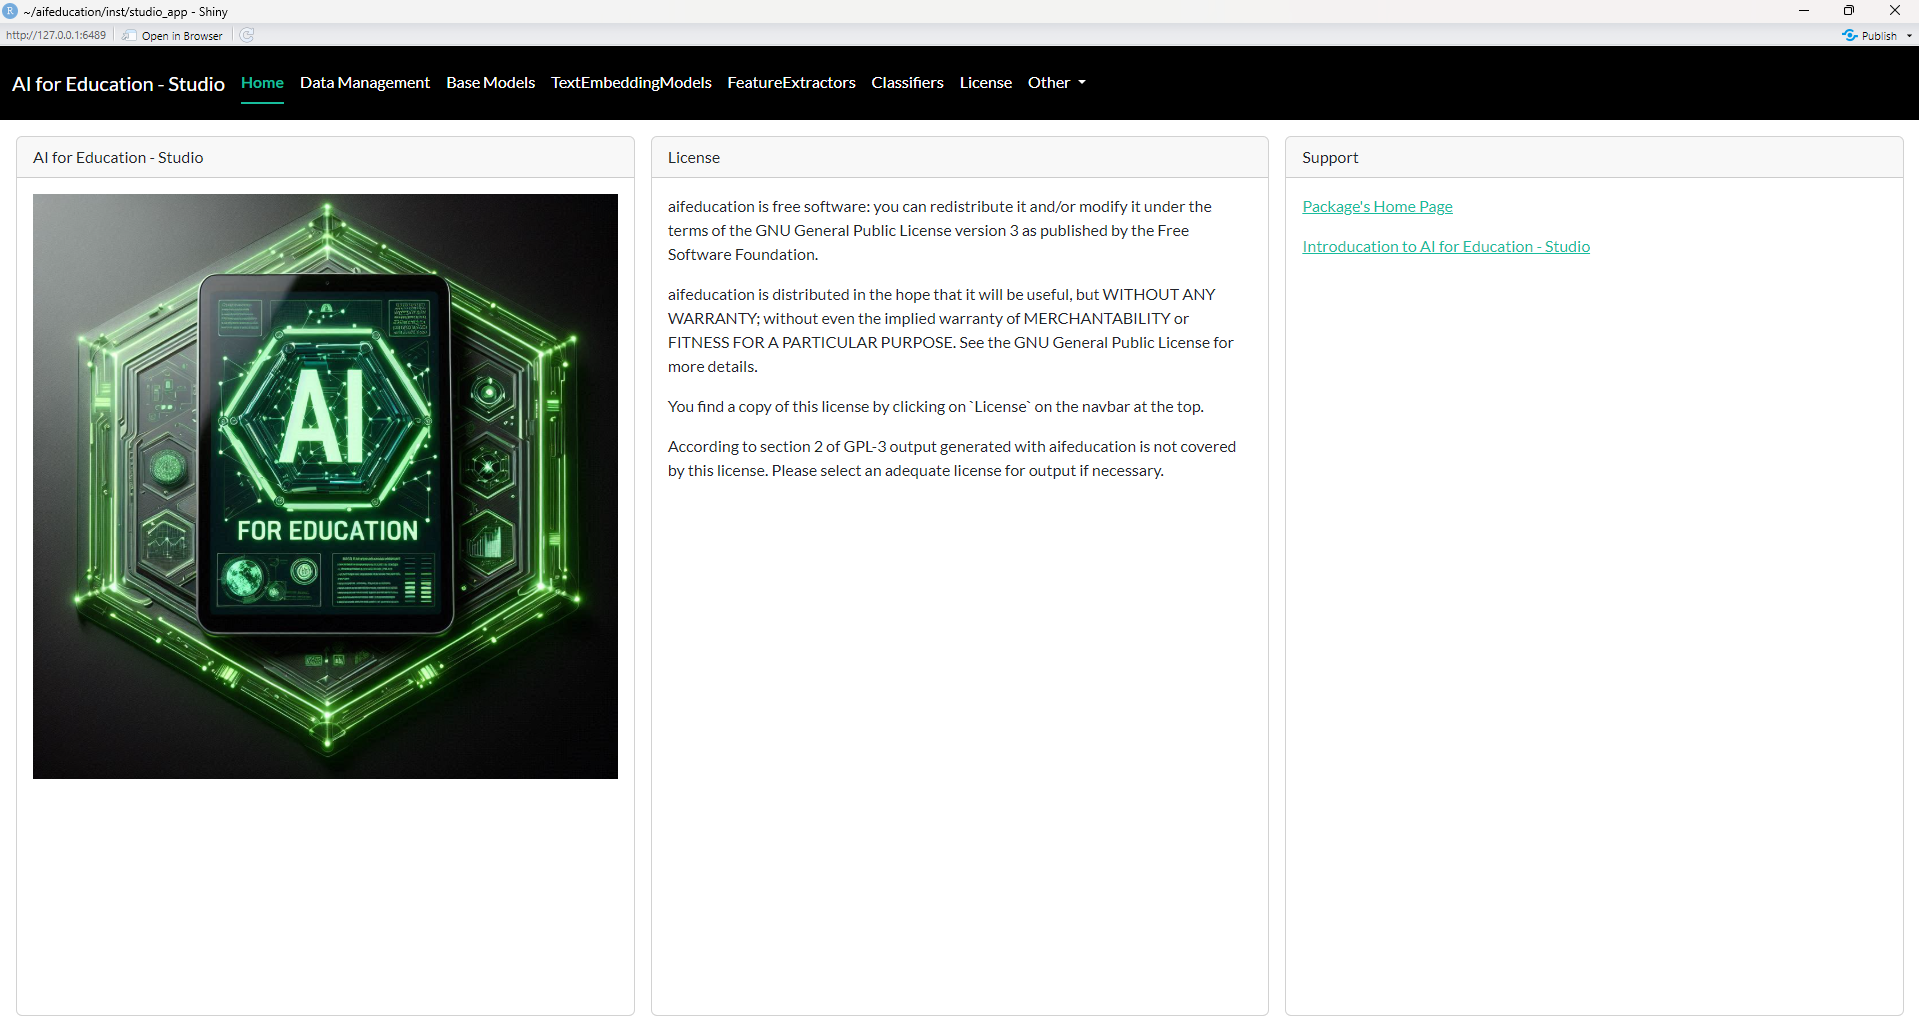 ~/aifeducation/inst/studio_app - Shiny
http://127.0.0.1:6489 Open in Browser Publish
AI for Education - Studio Home Data Management Base Models TextEmbeddingModels FeatureExtractors Classifiers License Other
AI for Education - Studio
AI
FOR EDUCATION
License
aifeducation is free software: you can redistribute it and/or modify it under the
terms of the GNU General Public License version 3 as published by the Free
Software Foundation.
aifeducation is distributed in the hope that it will be useful, but WITHOUT ANY
WARRANTY; without even the implied warranty of MERCHANTABILITY or
FITNESS FOR A PARTICULAR PURPOSE. See the GNU General Public License for
more details.
You find a copy of this license by clicking on `License` on the navbar at the top.
According to section 2 of GPL-3 output generated with aifeducation is not covered
by this license. Please select an adequate license for output if necessary.
Support
Package's Home Page
Introducation to AI for Education - Studio